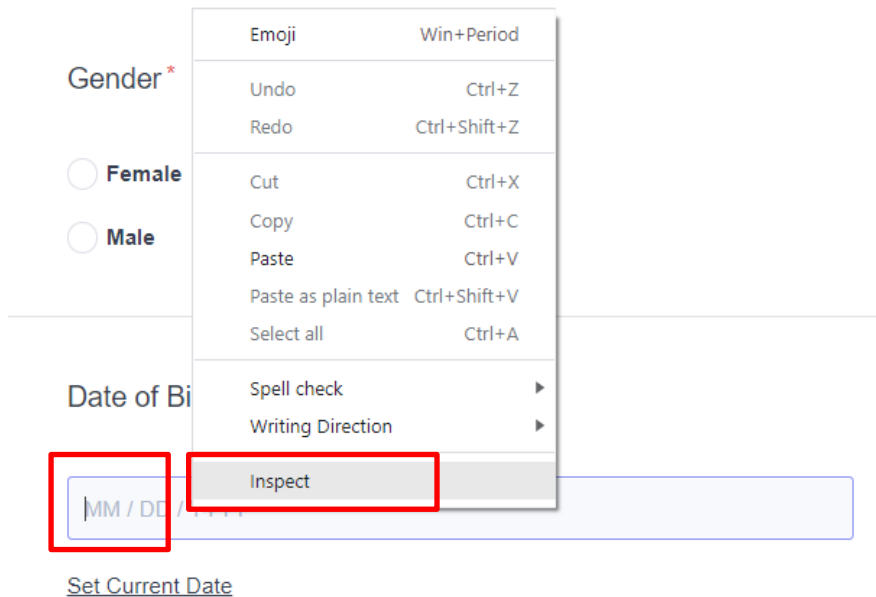 Emoji Win+Period
Gender *
Undo Ctrl+Z
Redo Ctrl+Shift+Z
Female
Cut Ctrl+X
Copy Ctrl+C
Male
Paste Ctrl+V
Paste as plain text Ctrl+Shift+V
Select all Ctrl+A
Spell check
Date of Bi
Writing Direction
Inspect
MM / DD /
Set Current Date